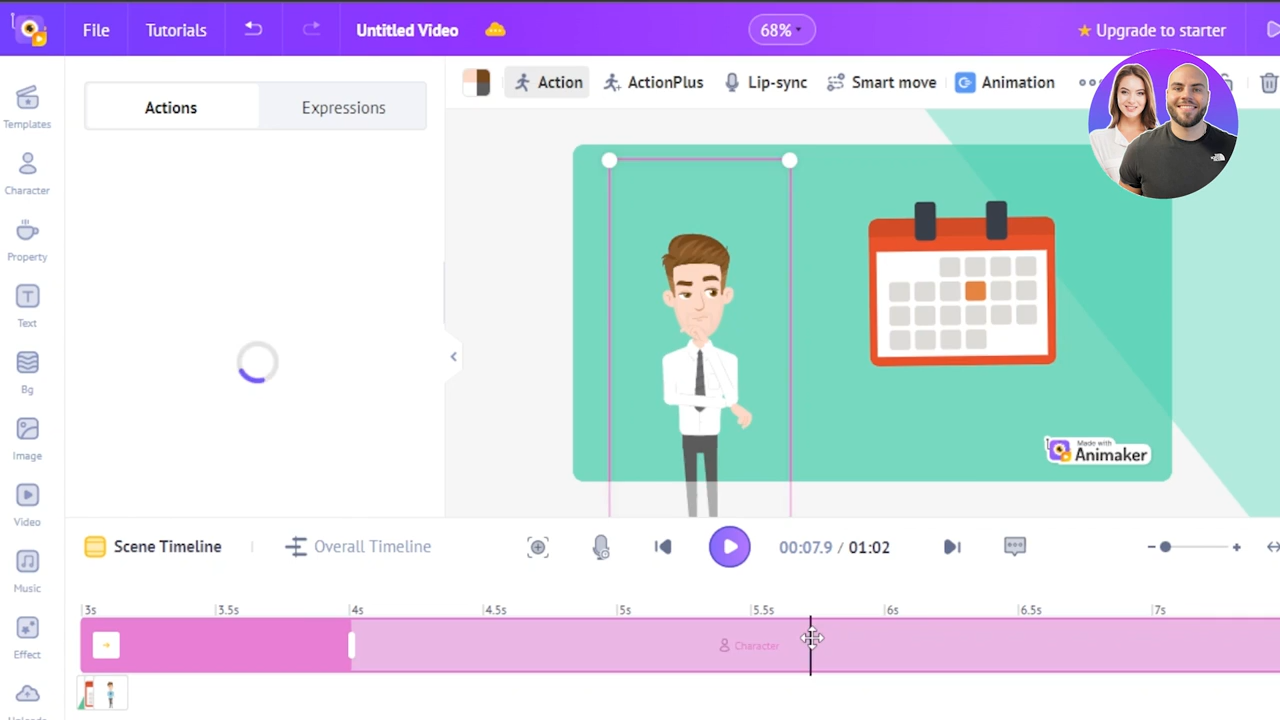 File
Tutorials
Untitled Video
68%
Upgrade to starter
Actions
Expressions
Action
ActionPlus
Lip-sync
Smart move
Animation
Templates
Character
Property
Text
Bg
Image
Video
Music
Effect
Made with
Animaker
Scene Timeline
Overall Timeline
00:07.9 / 01:02
3s
3.5s
4s
4.5s
5s
5.5s
6s
6.5s
7s
Character